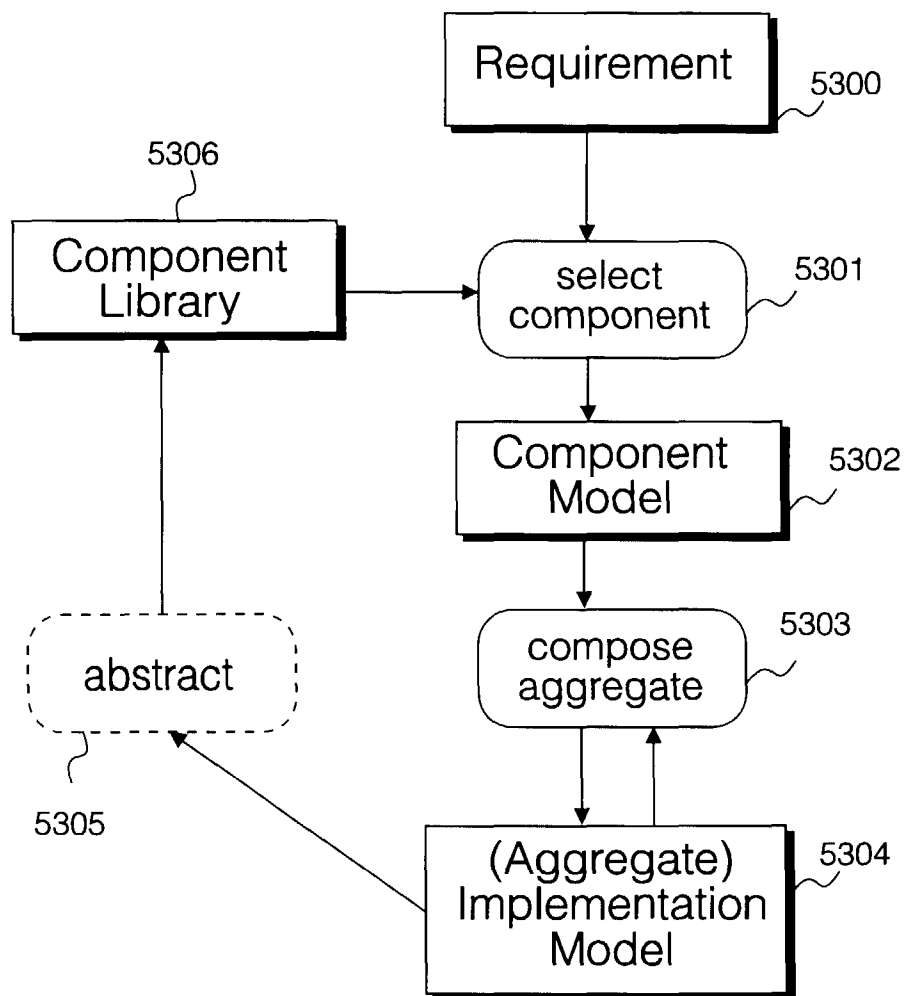 Requirement
5300
5306
Component
Library
select
component
5301
Component
Model
5302
compose
aggregate
5303
abstract
5305
(Aggregate)
Implementation
Model
5304